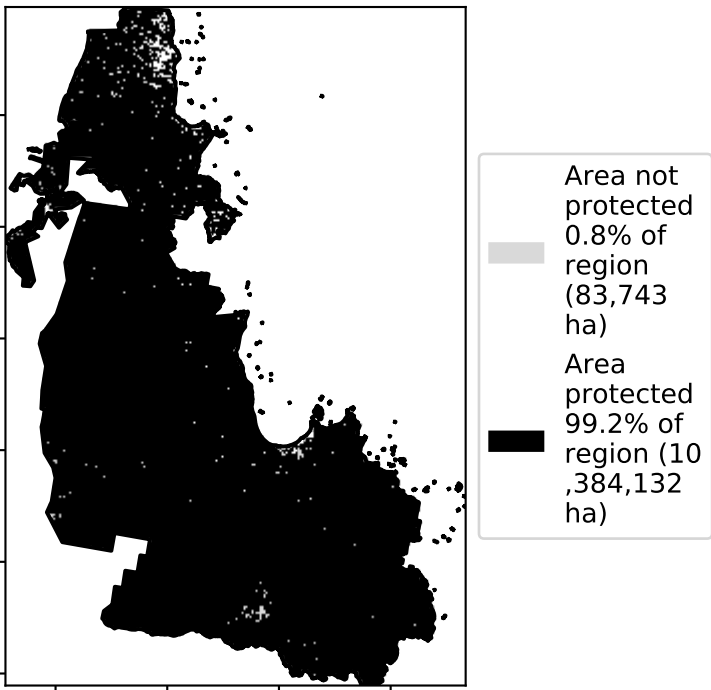 Area not
protected
0.8% of
region
(83,743
ha)
Area
protected
99.2% of
region (10
,384,132
ha)